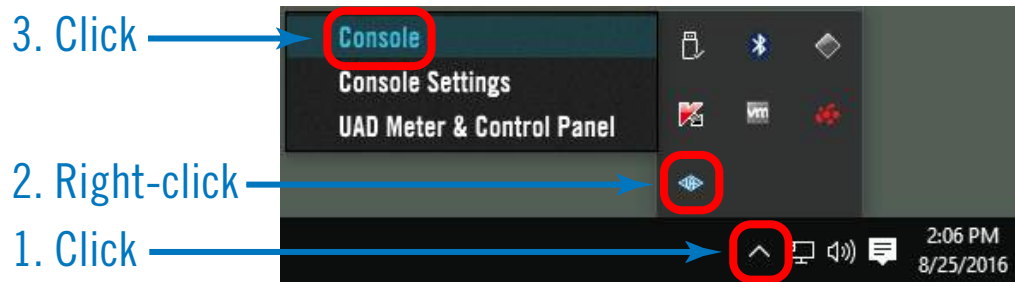 3. Click
Console
Console Settings
UAD Meter & Control Panel
vm
2. Right-click
1. Click
2:06 PM
8/25/2016